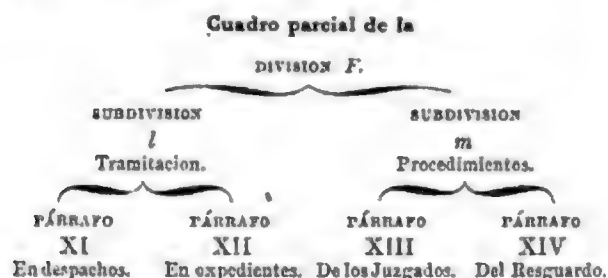 Cuadro parcial de la
DIVISION F.
SUBDIVISION SUBDIVISION
l m
Tramitacion. Procedimientos.
PÁRRAFO PÁRRAFO PÁRRAFO PÁRRAFO
XI XII XIII XIV
En despachos. En expedientes. De los Juzgados. Del Resguardo.